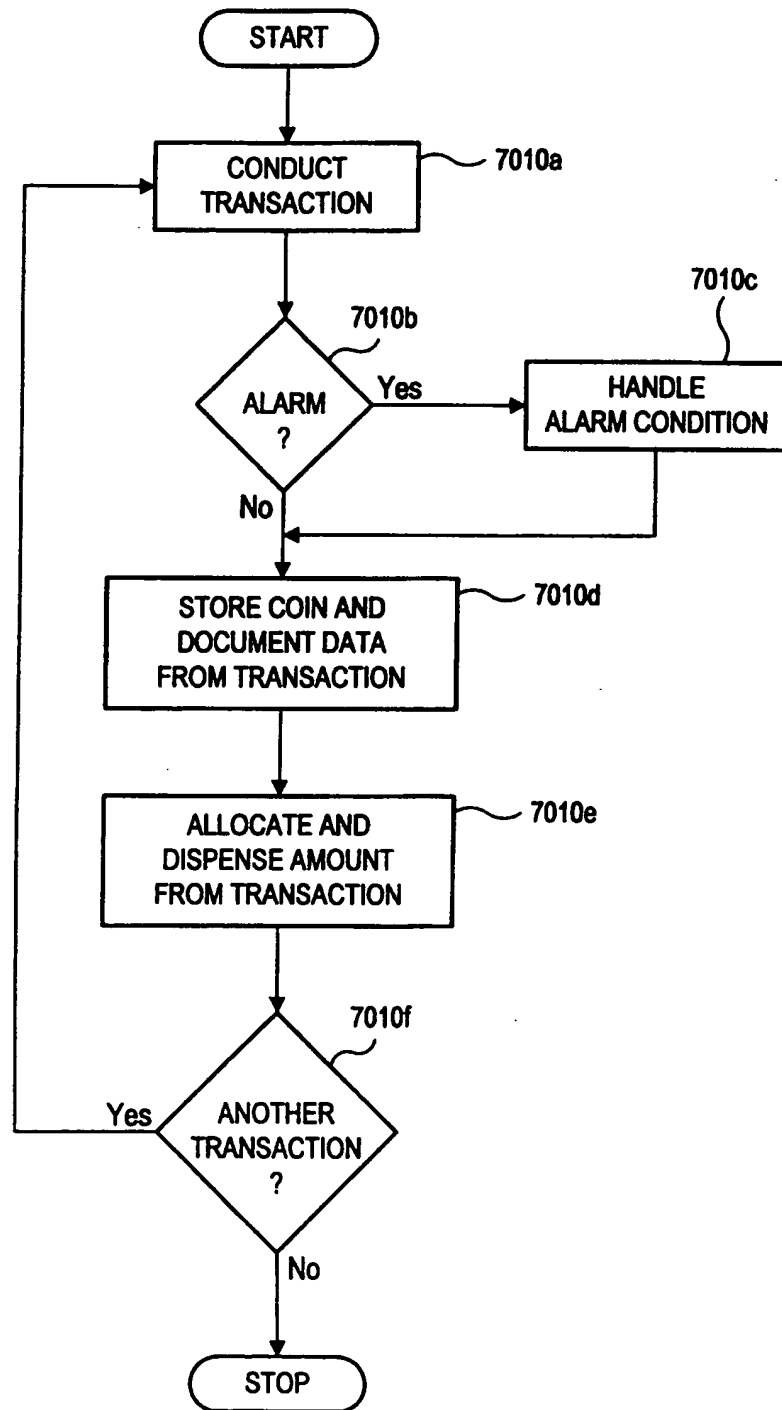 START
CONDUCT
TRANSACTION
7010a
7010b
ALARM
?
Yes
7010c
HANDLE
ALARM CONDITION
No
STORE COIN AND
DOCUMENT DATA
FROM TRANSACTION
7010d
ALLOCATE AND
DISPENSE AMOUNT
FROM TRANSACTION
7010e
7010f
Yes
ANOTHER
TRANSACTION
?
No
STOP